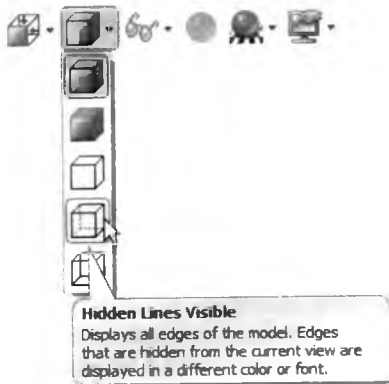 Hidden Lines Visible
Displays all edges of the model. Edges
that are hidden from the current view are
displayed in a different color or font.